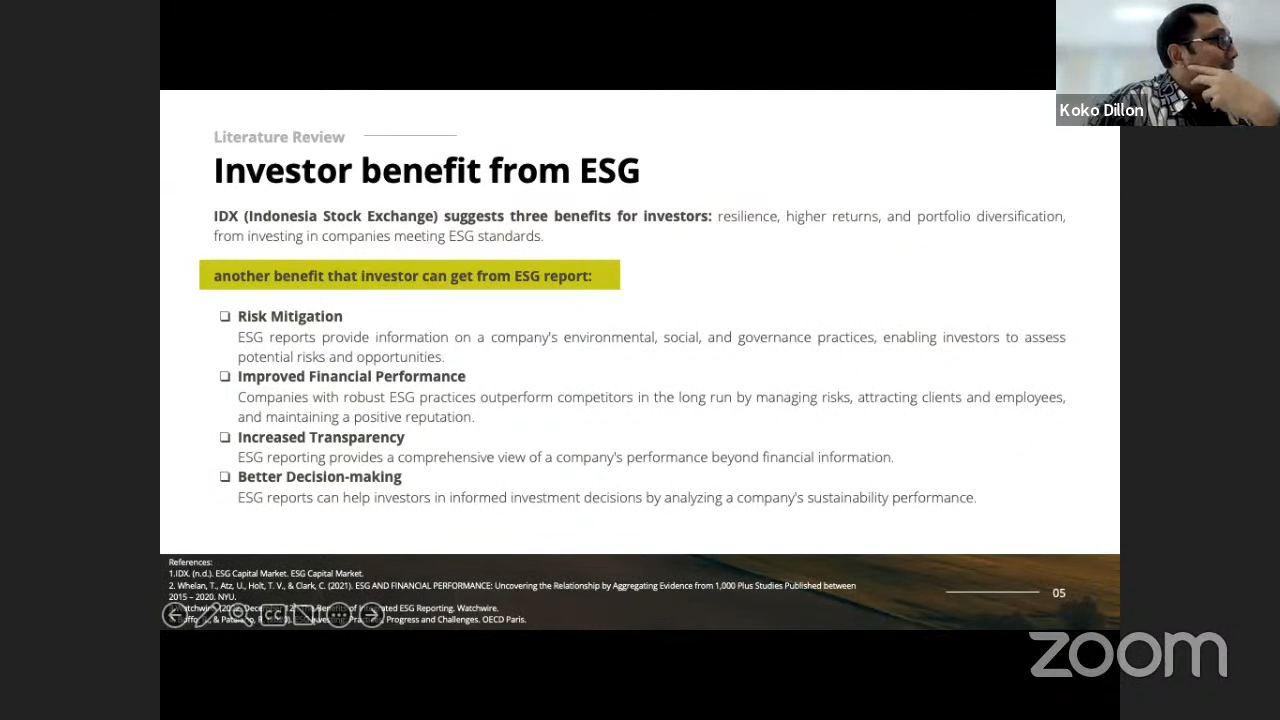 Koko Dillon
Literature Review
Investor benefit from ESG
IDX (Indonesia Stock Exchange) suggests three benefits for investors: resilience, higher returns, and portfolio diversification,
from investing in companies meeting ESG standards.
another benefit that investor can get from ESG report:
❑ Risk Mitigation
ESG reports provide information on a company's environmental, social, and governance practices, enabling investors to assess
potential risks and opportunities.
❑ Improved Financial Performance
Companies with robust ESG practices outperform competitors in the long run by managing risks, attracting clients and employees,
and maintaining a positive reputation.
❑ Increased Transparency
ESG reporting provides a comprehensive view of a company's performance beyond financial information.
❑ Better Decision-making
ESG reports can help investors in informed investment decisions by analyzing a company's sustainability performance.
References:
1.IDX. (n.d.). ESG Capital Market. ESG Capital Market.
2. Whelan, T., Atz, U., Holt, T. V., & Clark, C. (2021). ESG AND FINANCIAL PERFORMANCE: Uncovering the Relationship by Aggregating Evidence from 1,000 Plus Studies Published between
2015 – 2020. NYU.
ESG Reporting. Watchwire.
Progress and Challenges. OECD Paris.
05
zoom